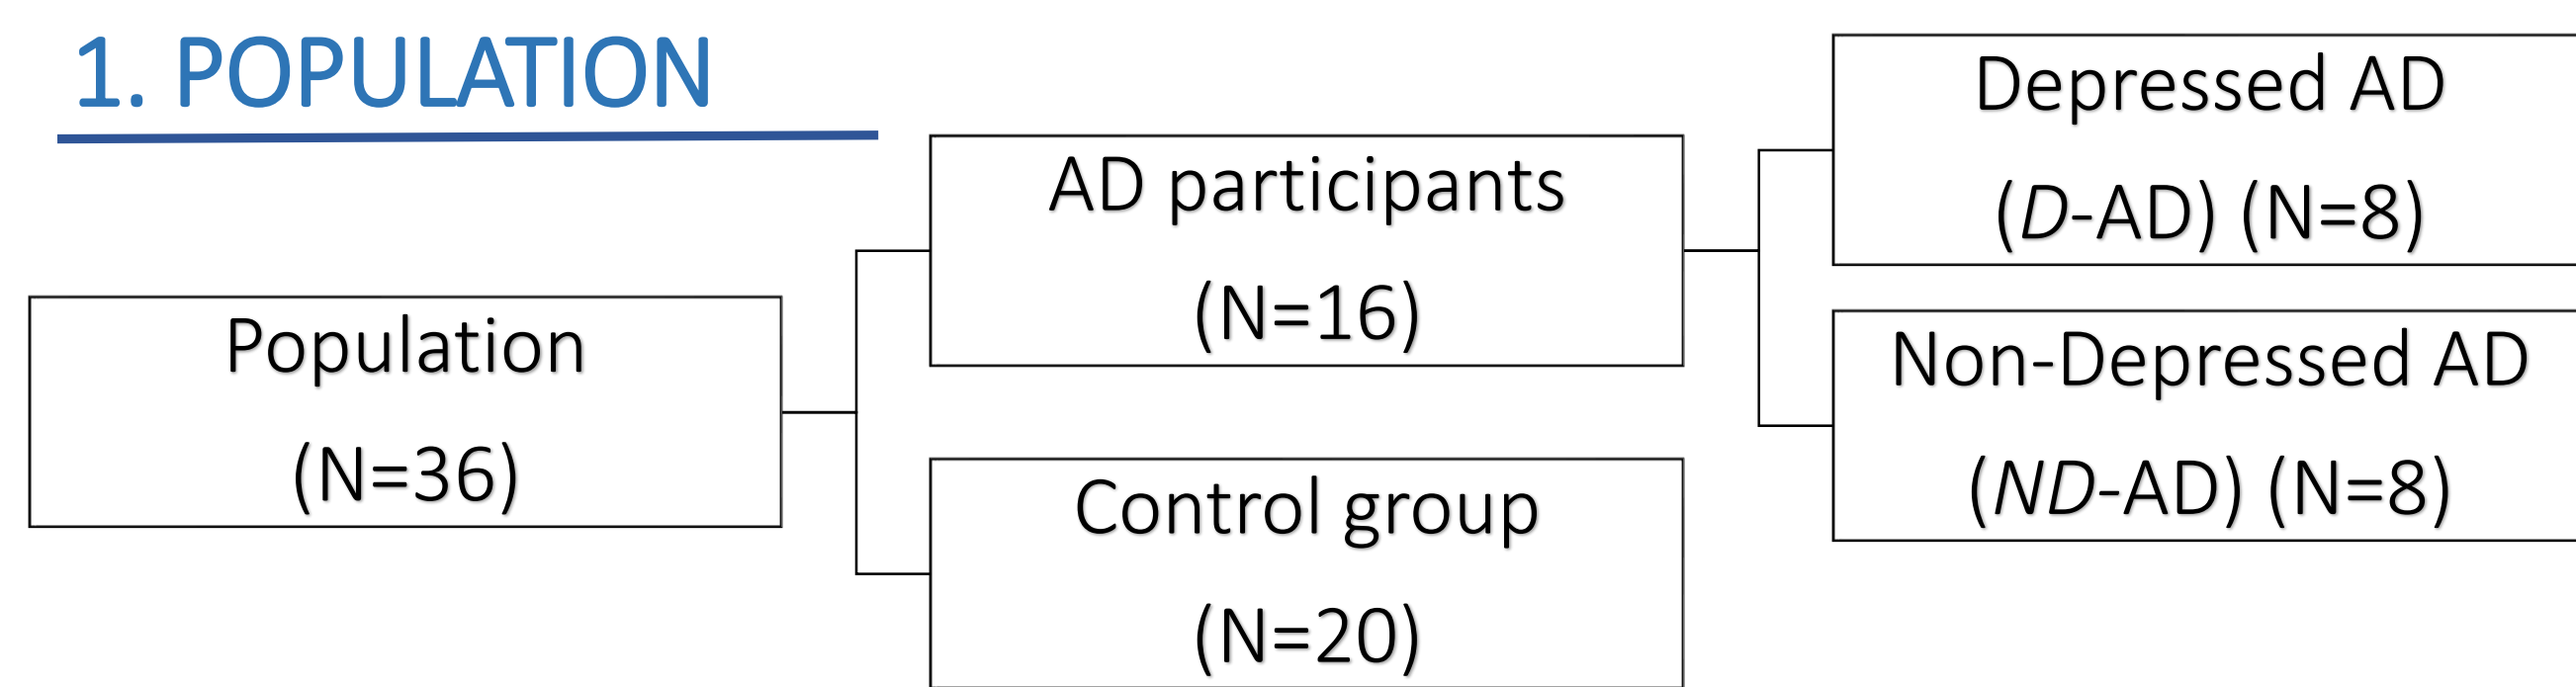 1. POPULATION
Population
(N=36)
AD participants
(N=16)
Control group
(N=20)
Depressed AD
(D-AD) (N=8)
Non-Depressed AD
(ND-AD) (N=8)